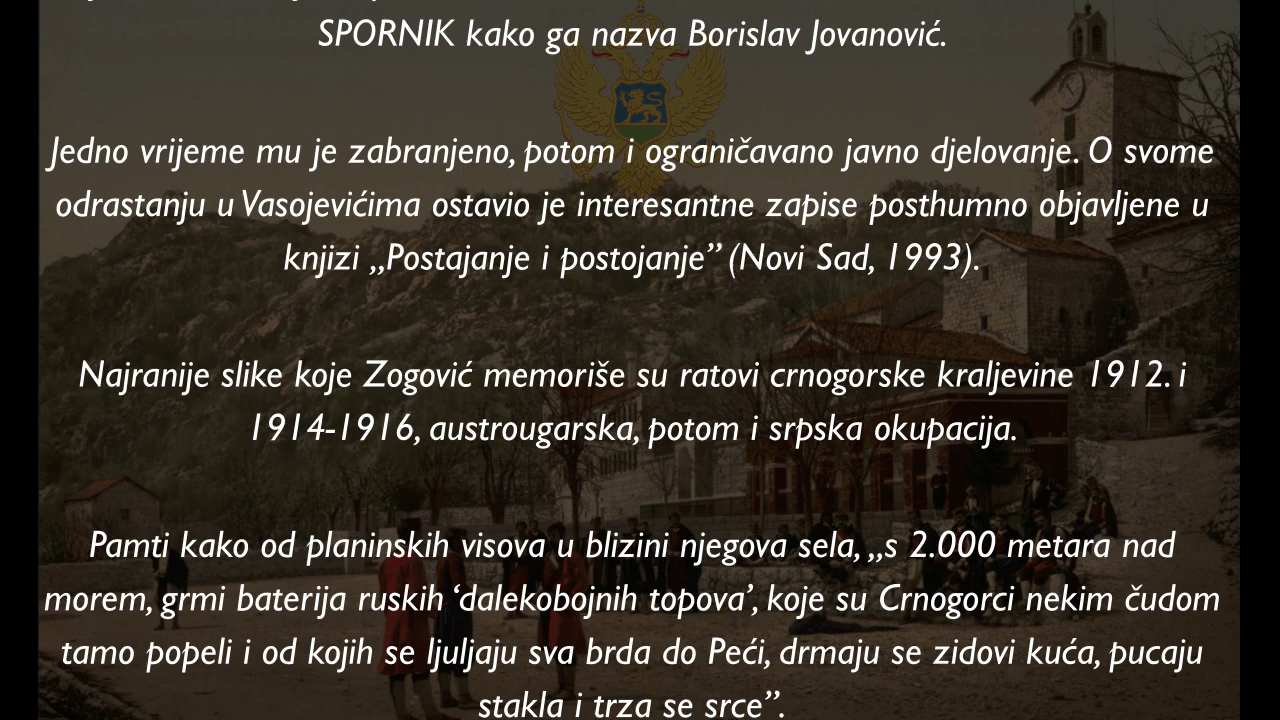 SPORNIK kako ga nazva Borislav Jovanović.
Jedno vrijeme mu je zabranjeno, potom i ograničavano javno djelovanje. O svome
odrastanju u Vasojevićima ostavio je interesantne zapise posthumno objavljene u
knjizi „Postajanje i postojanje” (Novi Sad, 1993).
Najranije slike koje Zogović memoriše su ratovi crnogorske kraljevine 1912. i
1914-1916, austrougarska, potom i srpska okupacija.
Pamti kako od planinskih visova u blizini njegova sela, „s 2.000 metara nad
morem, grmi baterija ruskih ‘dalekobojnih topova’, koje su Crnogorci nekim čudom
tamo popeli i od kojih se ljuljaju sva brda do Peći, drmaju se zidovi kuća, pucaju
stakla i trza se srce”.